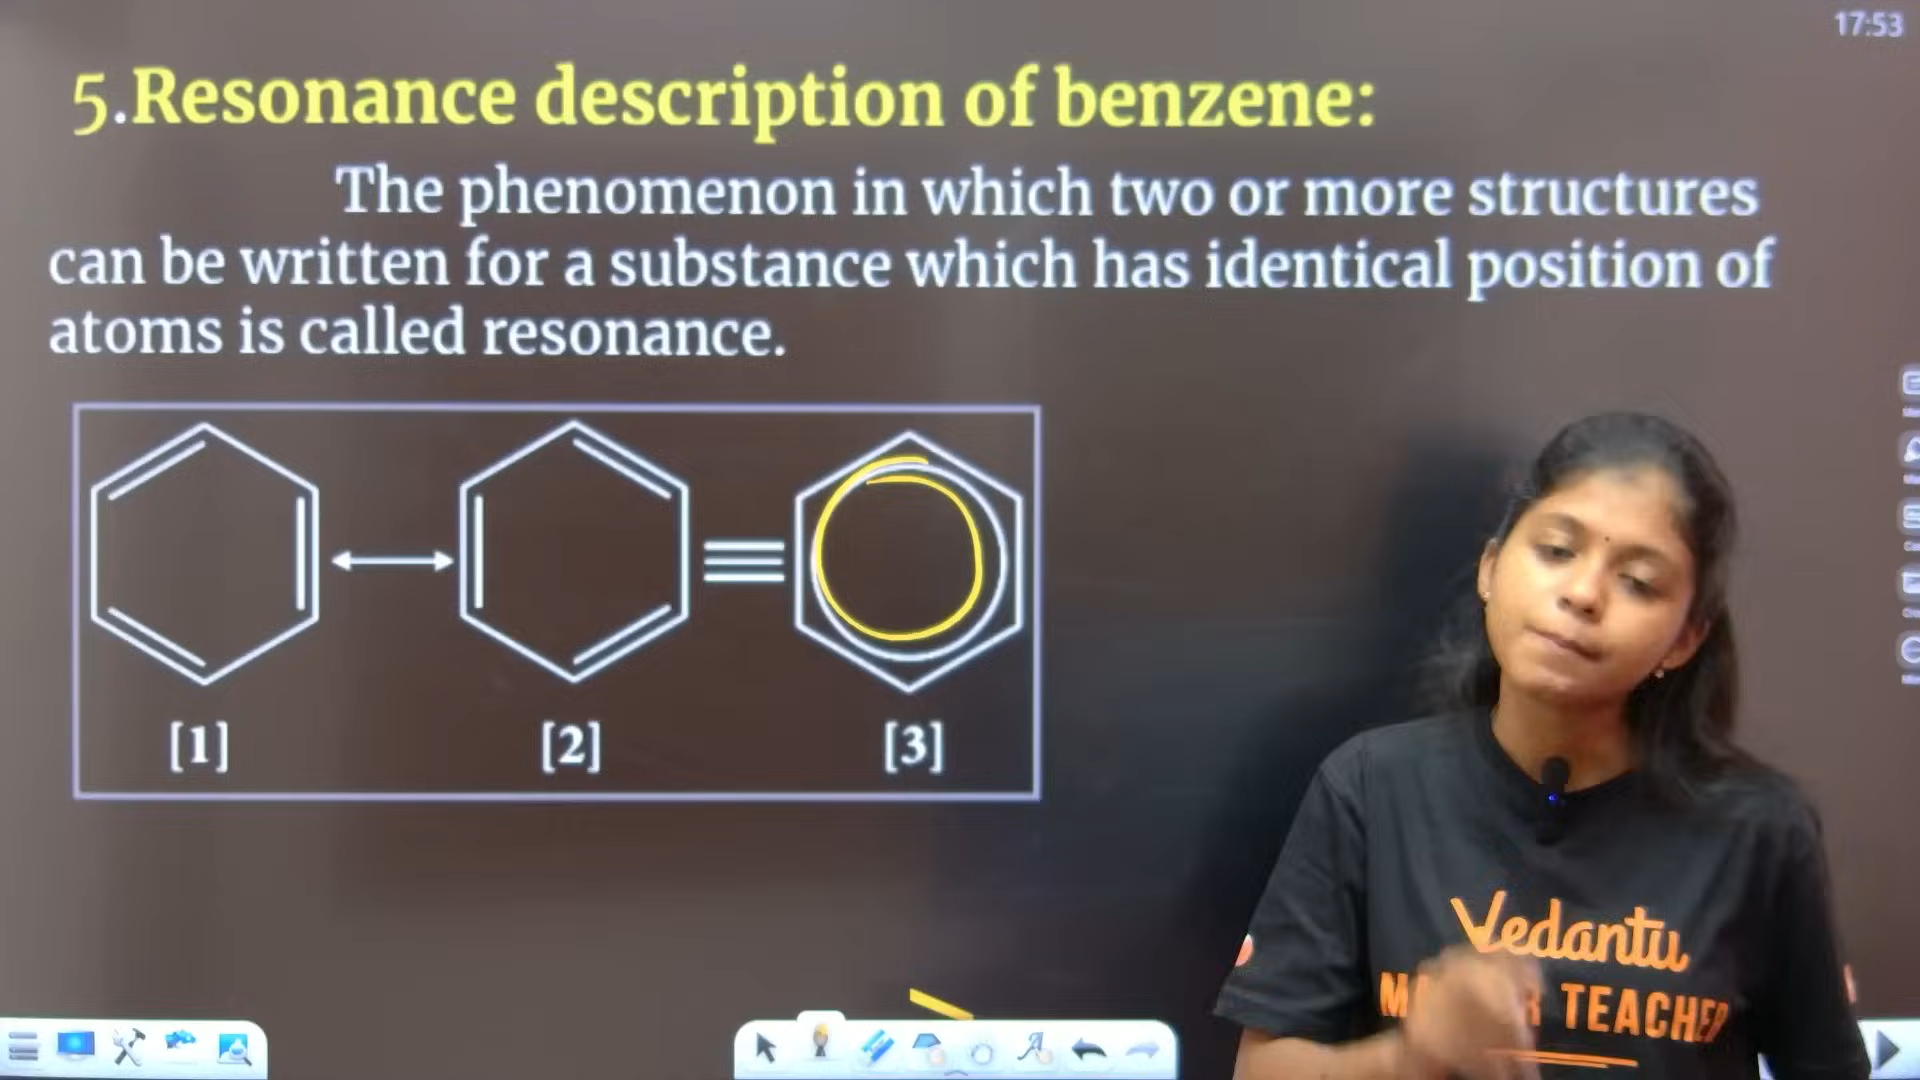 17:53
5.Resonance description of benzene:
The phenomenon in which two or more structures
can be written for a substance which has identical position of
atoms is called resonance.
[1] [2] [3]
Vedantu
TEACHER